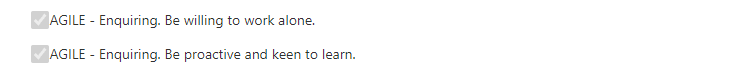 AGILE - Enquiring. Be willing to work alone.
AGILE - Enquiring. Be proactive and keen to learn.